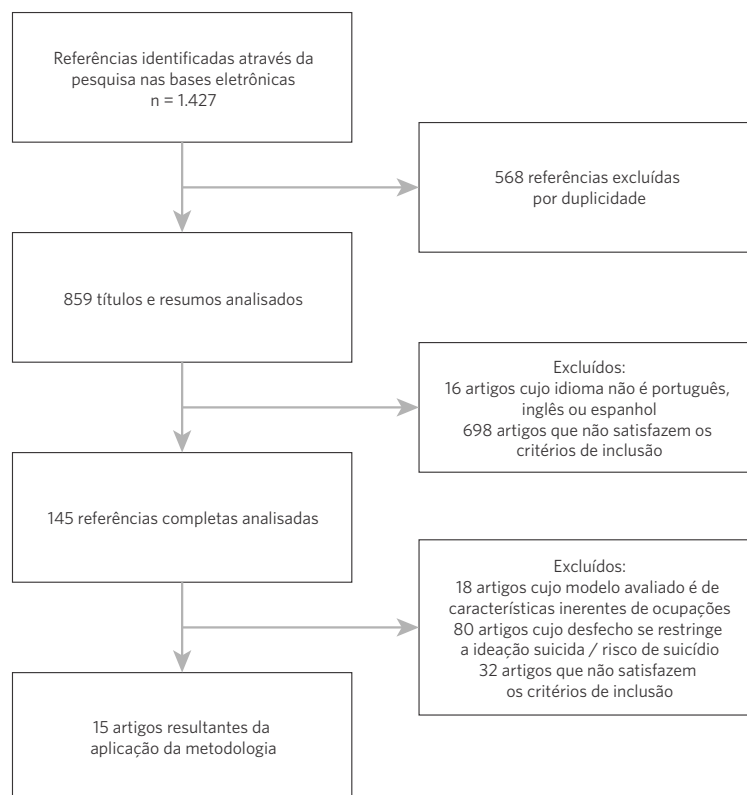 Referências identificadas através da
pesquisa nas bases eletrônicas
n = 1.427
568 referências excluídas
por duplicidade
859 títulos e resumos analisados
Excluídos:
16 artigos cujo idioma não é português,
inglês ou espanhol
698 artigos que não satisfazem os
critérios de inclusão
145 referências completas analisadas
Excluídos:
18 artigos cujo modelo avaliado é de
características inerentes de ocupações
80 artigos cujo desfecho se restringe
a ideação suicida / risco de suicídio
32 artigos que não satisfazem
os critérios de inclusão
15 artigos resultantes da
aplicação da metodologia